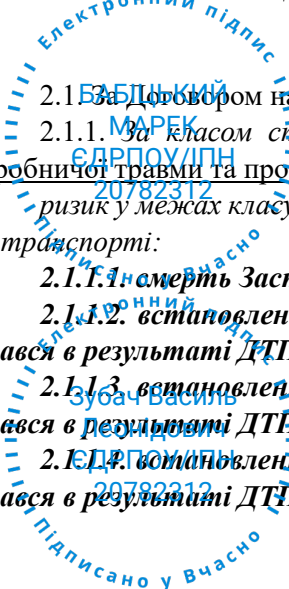 Електронний підпис
БАБІЦЬКИЙ
МАРЕК
ЄДРПОУ/ІПН
20782312
Підписано у Вчасно
2.1. За Договором на
2.1.1. За класом ск
робничої травми та про
ризик у межах класу
транспорті:
2.1.1.1. смерть Заст
2.1.1.2. встановлен
ався в результаті ДТП
2.1.1.3. встановлен
ався в результаті ДТП
2.1.1.4. встановлен
ався в результаті ДТП
Електронний підпис
Зубач Василь
Леонідович
ЄДРПОУ/ІПН
20782312
Підписано у Вчасно